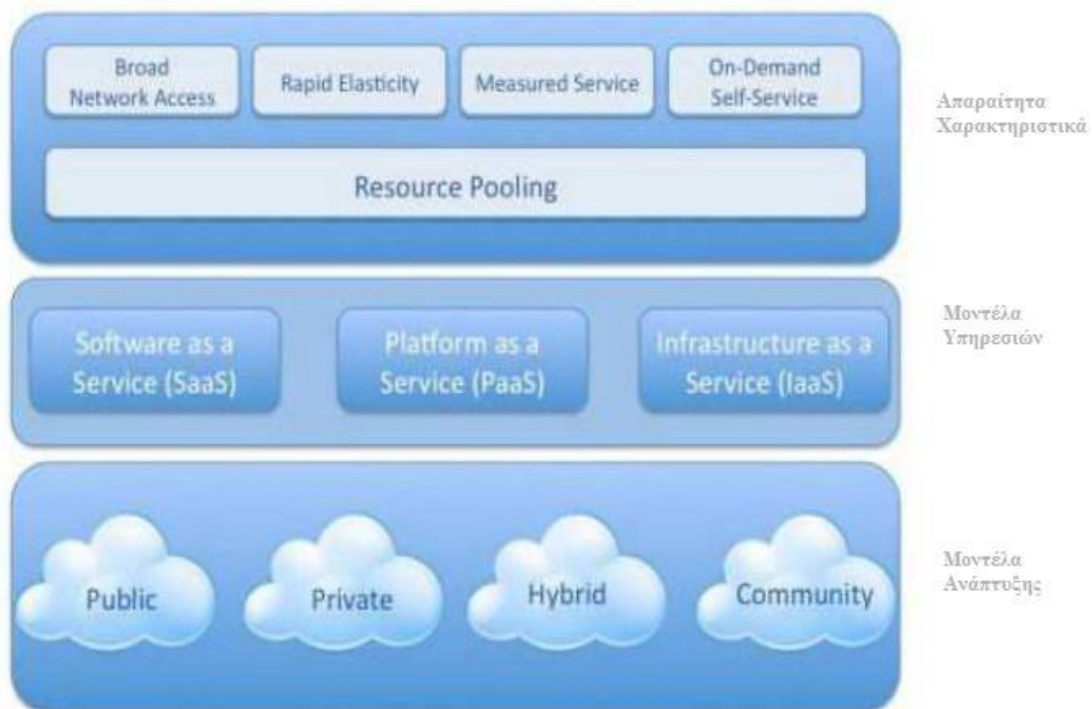 Broad
Network Access
Rapid Elasticity
Measured Service
On-Demand
Self-Service
Resource Pooling
Απαραίτητα
Χαρακτηριστικά
Software as a
Service (SaaS)
Platform as a
Service (PaaS)
Infrastructure as a
Service (IaaS)
Μοντέλα
Υπηρεσιών
Public
Private
Hybrid
Community
Μοντέλα
Ανάπτυξης